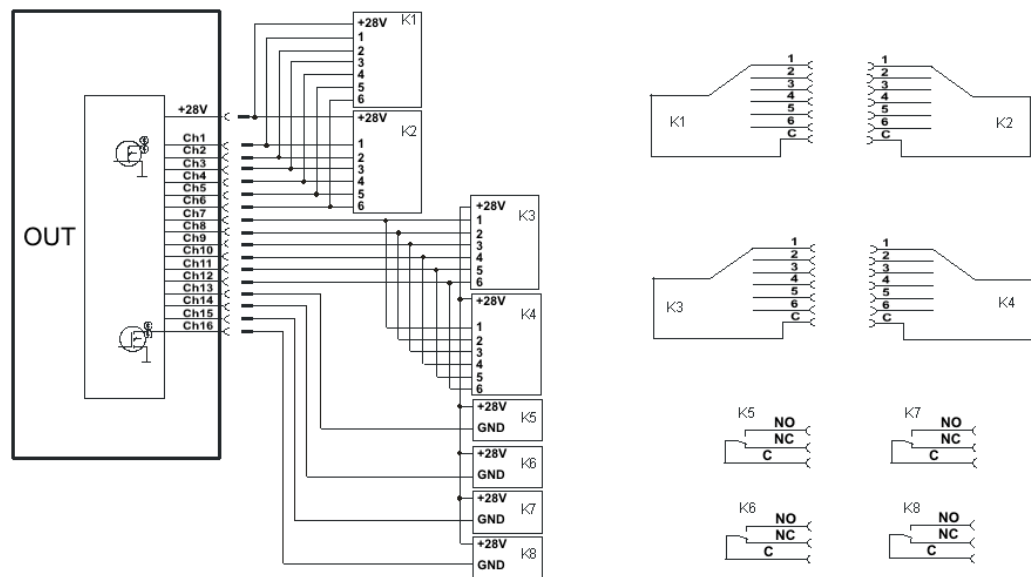 OUT
+28V
Ch1
Ch2
Ch3
Ch4
Ch5
Ch6
Ch7
Ch8
Ch9
Ch10
Ch11
Ch12
Ch13
Ch14
Ch15
Ch16
+28V K1
1
2
3
4
5
6
+28V
K2
1
2
3
4
5
6
+28V
K3
1
2
3
4
5
6
+28V
K4
1
2
3
4
5
6
+28V
K5
GND
+28V
K6
GND
+28V
K7
GND
+28V
K8
GND
1
2
3
4
5
6
C
K1
1
2
3
4
5
6
C
K2
1
2
3
4
5
6
C
K3
1
2
3
4
5
6
C
K4
K5
NO
NC
C
K7
NO
NC
C
K6
NO
NC
C
K8
NO
NC
C